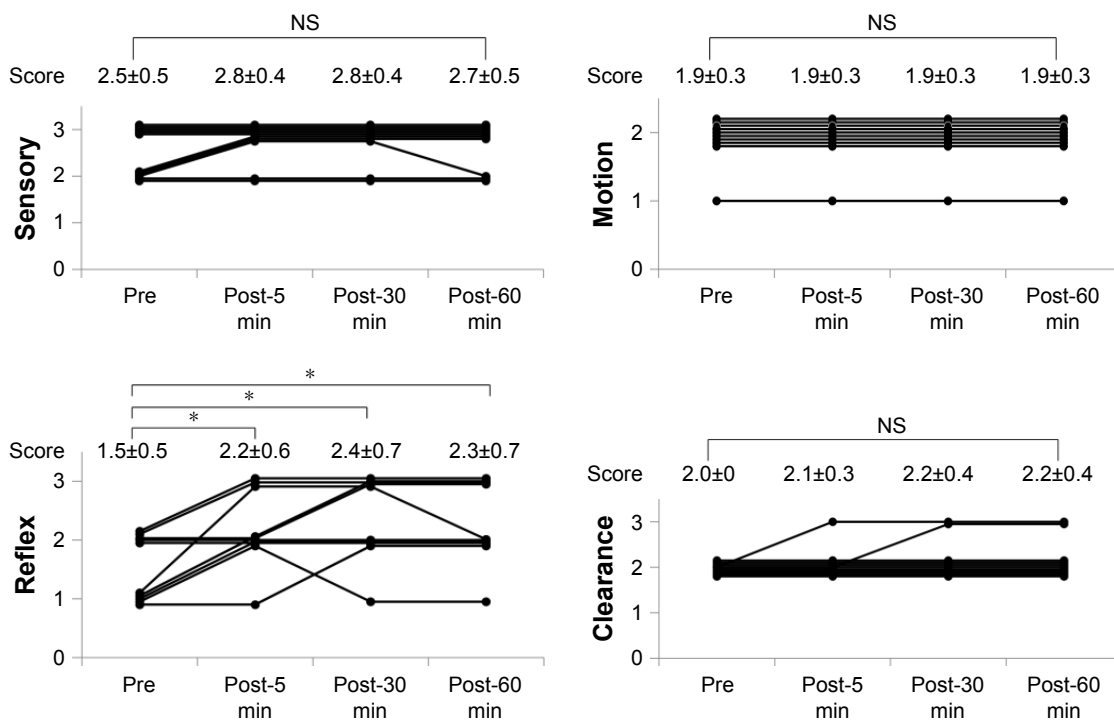 NS
Score 2.5±0.5 2.8±0.4 2.8±0.4 2.7±0.5
3
2
1
0
Sensory
Pre Post-5 min Post-30 min Post-60 min
NS
Score 1.9±0.3 1.9±0.3 1.9±0.3 1.9±0.3
2
1
0
Motion
Pre Post-5 min Post-30 min Post-60 min
*
*
*
Score 1.5±0.5 2.2±0.6 2.4±0.7 2.3±0.7
3
2
1
0
Reflex
Pre Post-5 min Post-30 min Post-60 min
NS
Score 2.0±0 2.1±0.3 2.2±0.4 2.2±0.4
3
2
1
0
Clearance
Pre Post-5 min Post-30 min Post-60 min